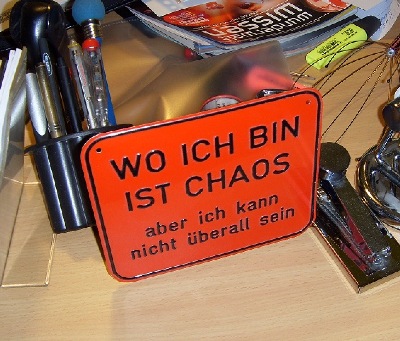 WO ICH BIN
IST CHAOS
aber ich kann
nicht überall sein